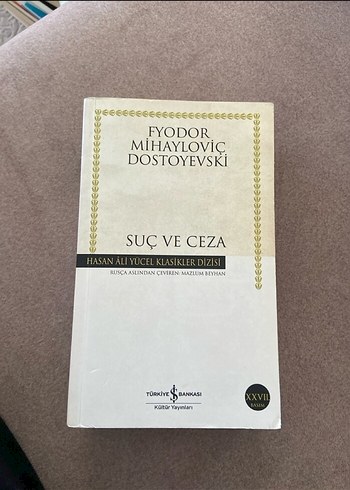 FYODOR
MİHAYLOVİÇ
DOSTOYEVSKİ
SUÇ VE CEZA
HASAN ÂLİ YÜCEL KLASİKLER DİZİSİ
RUSÇA ASLINDAN ÇEVİREN: MAZLUM BEYHAN
TÜRKİYE İŞ BANKASI
Kültür Yayınları
XXVII.
BASIM